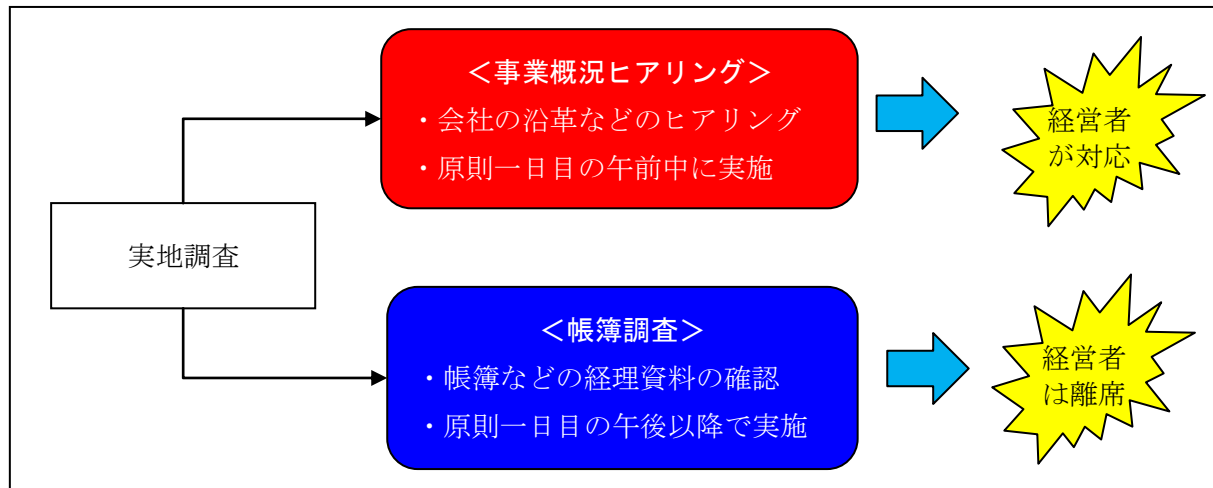 実地調査
＜事業概況ヒアリング＞
・会社の沿革などのヒアリング
・原則一日目の午前中に実施
経営者
が対応
＜帳簿調査＞
・帳簿などの経理資料の確認
・原則一日目の午後以降で実施
経営者
は離席